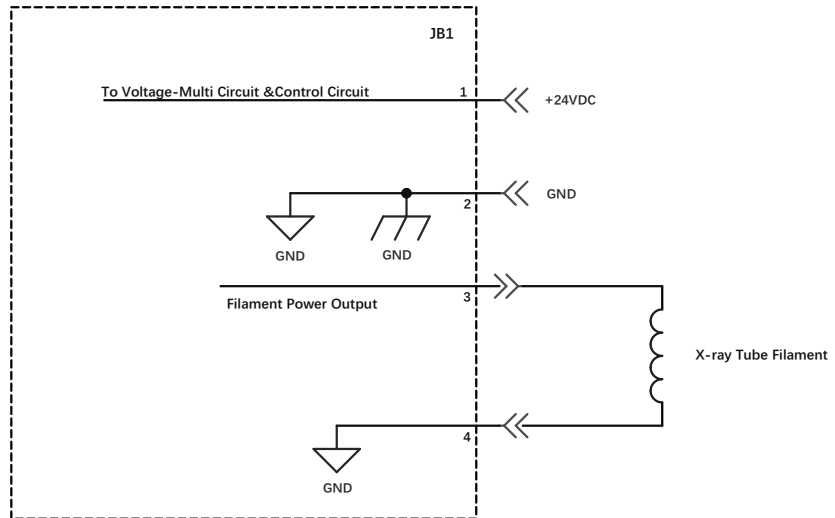 JB1
To Voltage-Multi Circuit &Control Circuit
1
+24VDC
2
GND
GND
GND
3
Filament Power Output
X-ray Tube Filament
4
GND